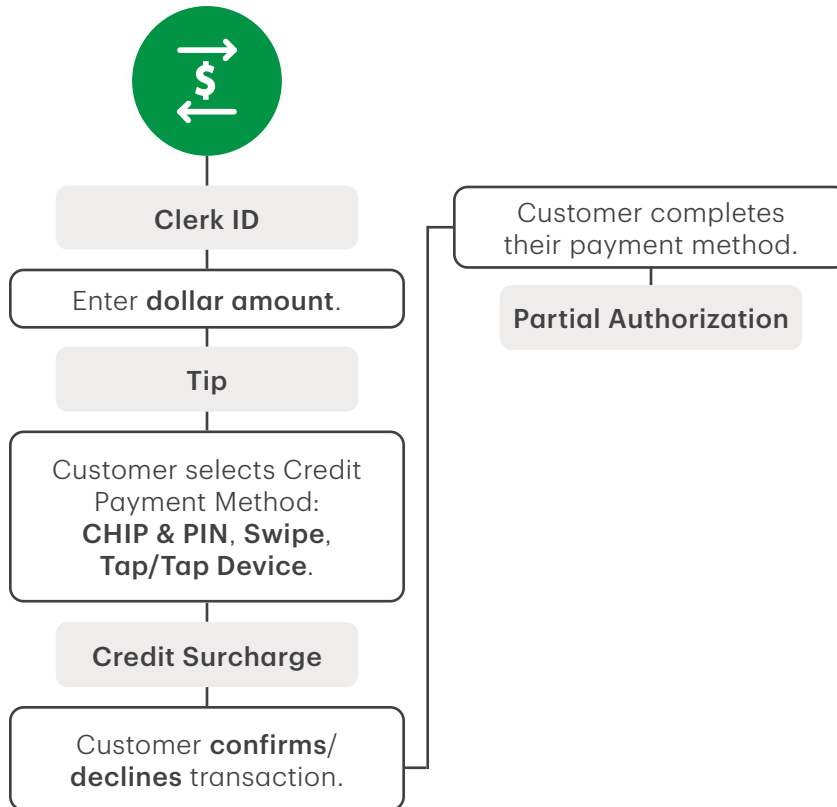 $
Clerk ID
Enter dollar amount.
Tip
Customer selects Credit
Payment Method:
CHIP & PIN, Swipe,
Tap/Tap Device.
Credit Surcharge
Customer confirms/
declines transaction.
Customer completes
their payment method.
Partial Authorization